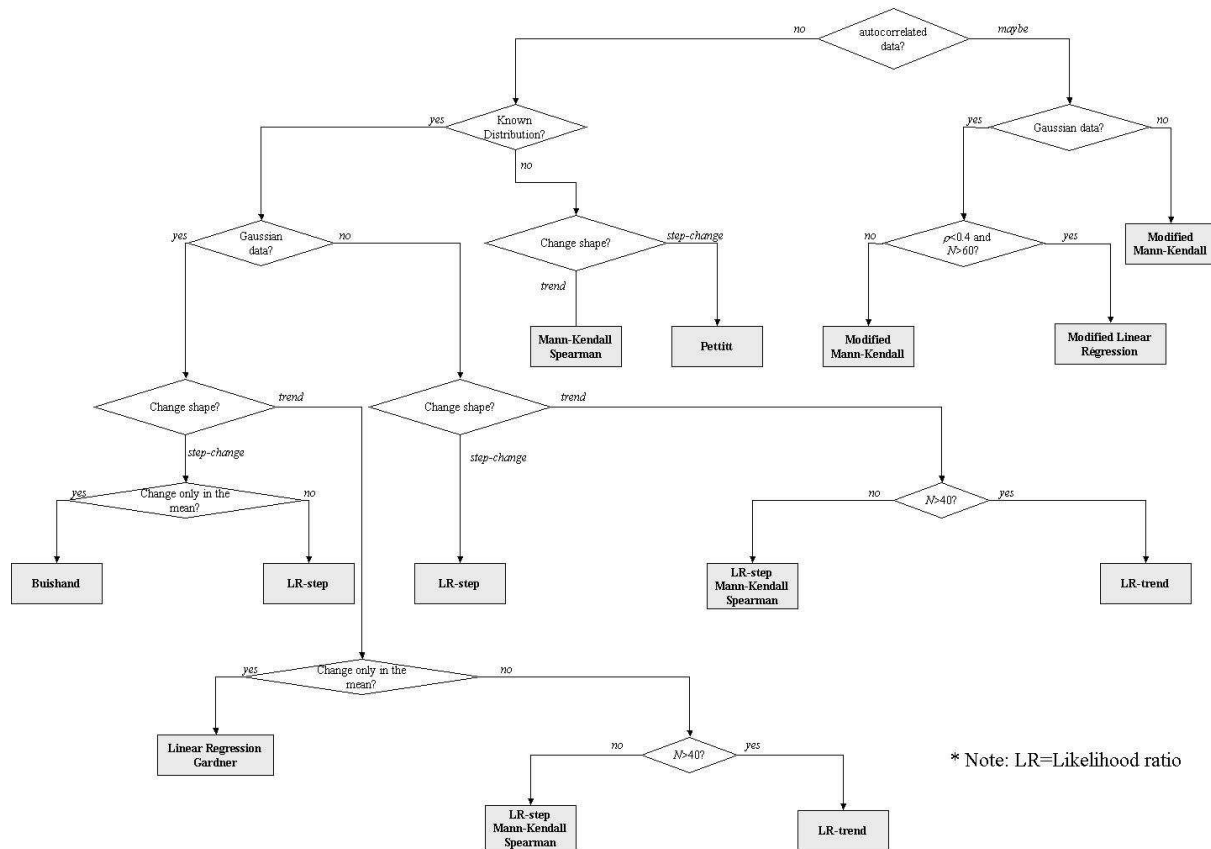 no
autocorrelated
data?
maybe
yes
Known
Distribution?
no
yes
Gaussian data?
no
yes
Gaussian
data?
no
Change shape?
step-change
trend
no
ρ<0.4 and
N>60?
yes
Modified
Mann-Kendall
Mann-Kendall
Spearman
Pettitt
Modified
Mann-Kendall
Modified Linear
Régression
Change shape?
trend
step-change
Change shape?
trend
step-change
yes
Change only in the
mean?
no
no
N>40?
yes
Buishand
LR-step
LR-step
LR-step
Mann-Kendall
Spearman
LR-trend
yes
Change only in the
mean?
no
Linear Regression
Gardner
no
N>40?
yes
* Note: LR=Likelihood ratio
LR-step
Mann-Kendall
Spearman
LR-trend